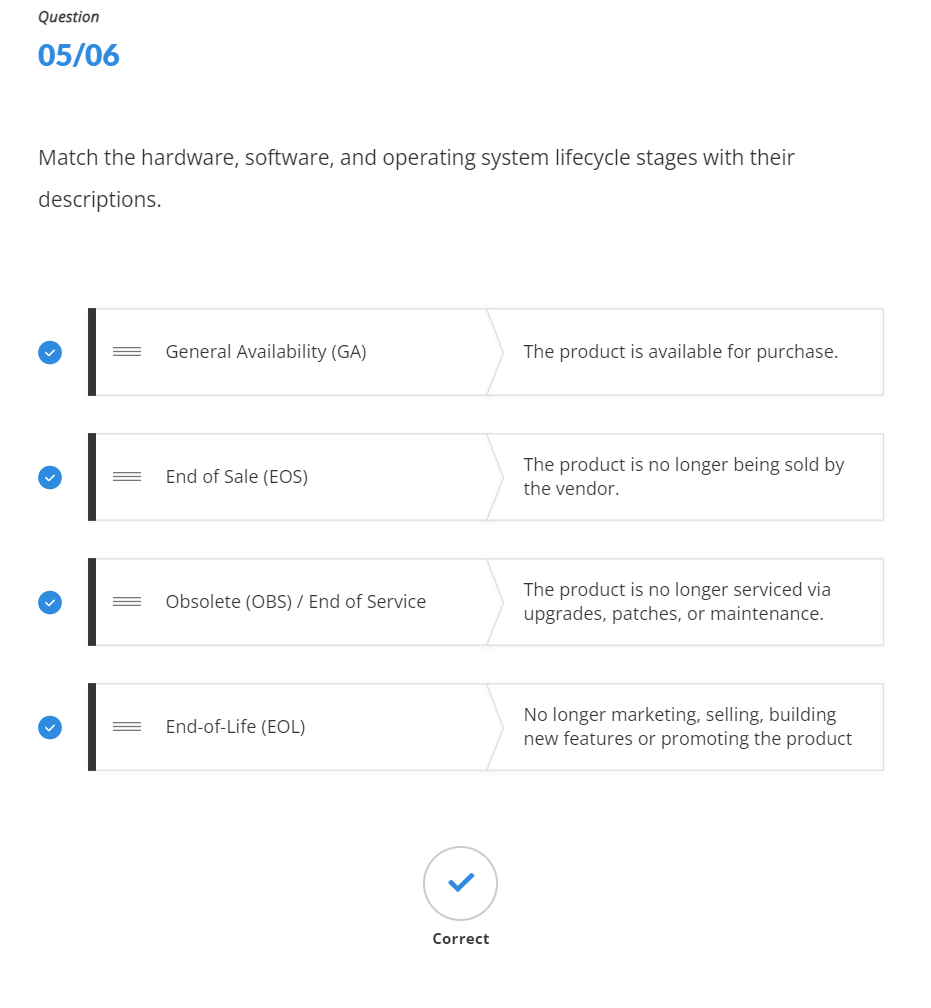 Question
05/06
Match the hardware, software, and operating system lifecycle stages with their
descriptions.
General Availability (GA)
The product is available for purchase.
End of Sale (EOS)
The product is no longer being sold by
the vendor.
Obsolete (OBS) / End of Service
The product is no longer serviced via
upgrades, patches, or maintenance.
End-of-Life (EOL)
No longer marketing, selling, building
new features or promoting the product
Correct